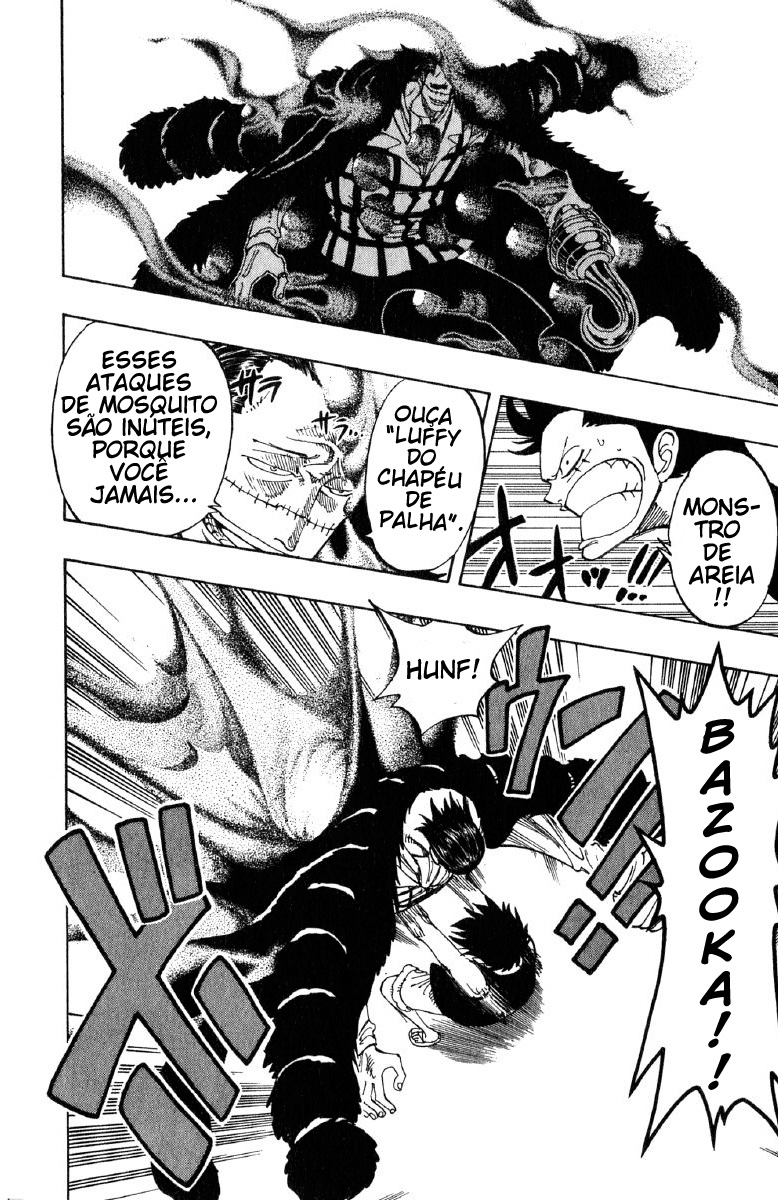 MONS-
TRO
DE
AREIA
!!
OUÇA
"LUFFY
DO
CHAPÉU
DE
PALHA".
ESSES
ATAQUES
DE MOSQUITO
SÃO INÚTEIS,
PORQUE
VOCÊ
JAMAIS...
BAZOOKA!!
HUNF!